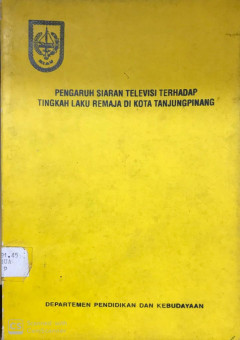 PENGARUH SIARAN TELEVISI TERHADAP
TINGKAH LAKU REMAJA DI KOTA TANJUNGPINANG
DEPARTEMEN PENDIDIKAN DAN KEBUDAYAAN